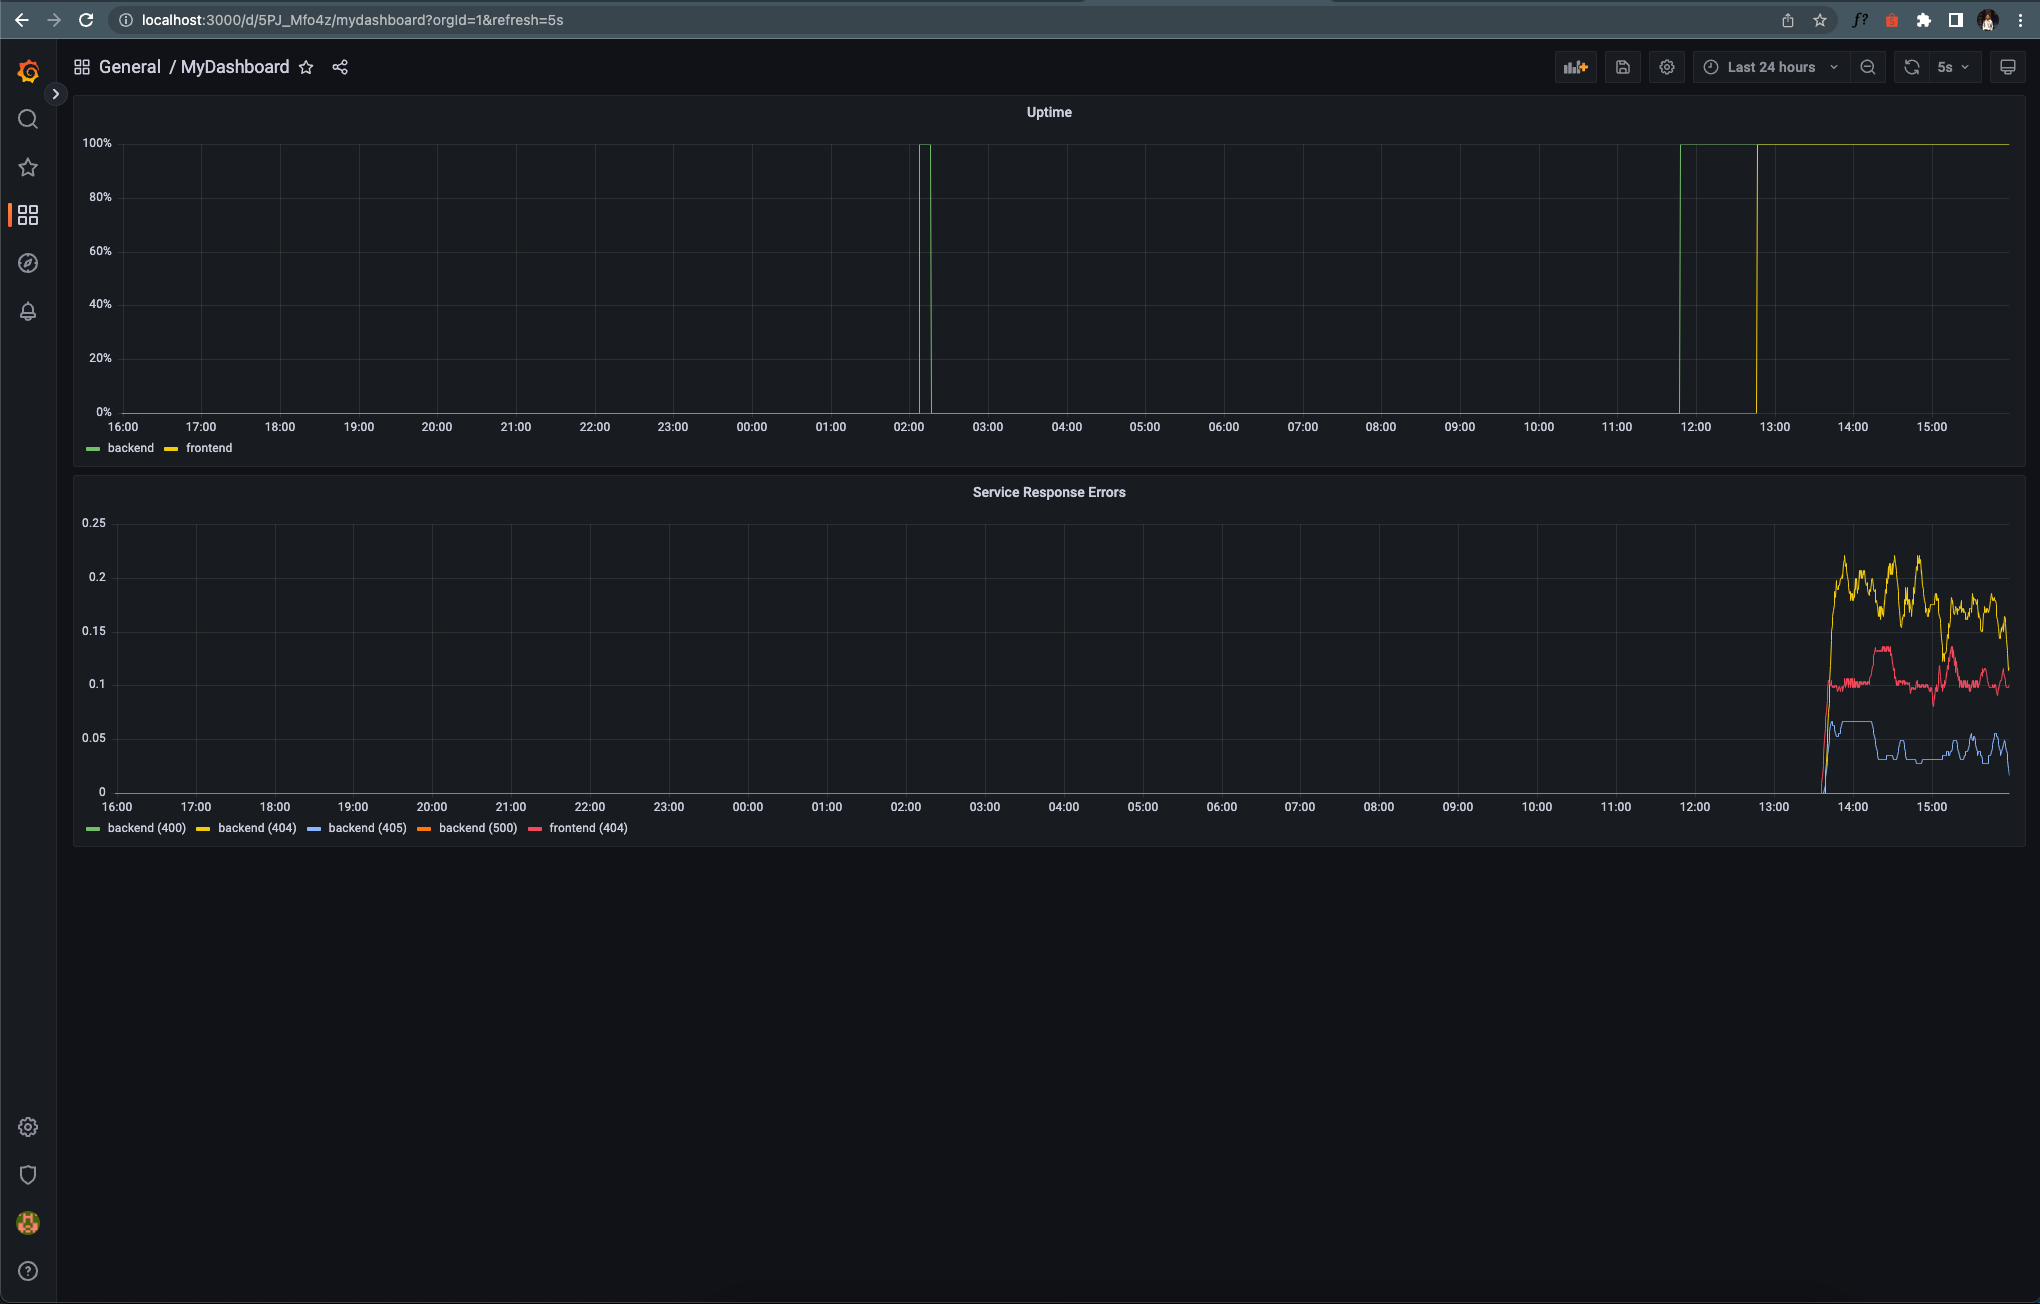 localhost:3000/d/5PJ_Mfo4z/mydashboard?orgId=1&refresh=5s
f?
General / MyDashboard
Last 24 hours
5s
Uptime
100%
80%
60%
40%
20%
0%
16:00 17:00 18:00 19:00 20:00 21:00 22:00 23:00 00:00 01:00 02:00 03:00 04:00 05:00 06:00 07:00 08:00 09:00 10:00 11:00 12:00 13:00 14:00 15:00
backend frontend
Service Response Errors
0.25
0.2
0.15
0.1
0.05
0
16:00 17:00 18:00 19:00 20:00 21:00 22:00 23:00 00:00 01:00 02:00 03:00 04:00 05:00 06:00 07:00 08:00 09:00 10:00 11:00 12:00 13:00 14:00 15:00
backend (400) backend (404) backend (405) backend (500) frontend (404)